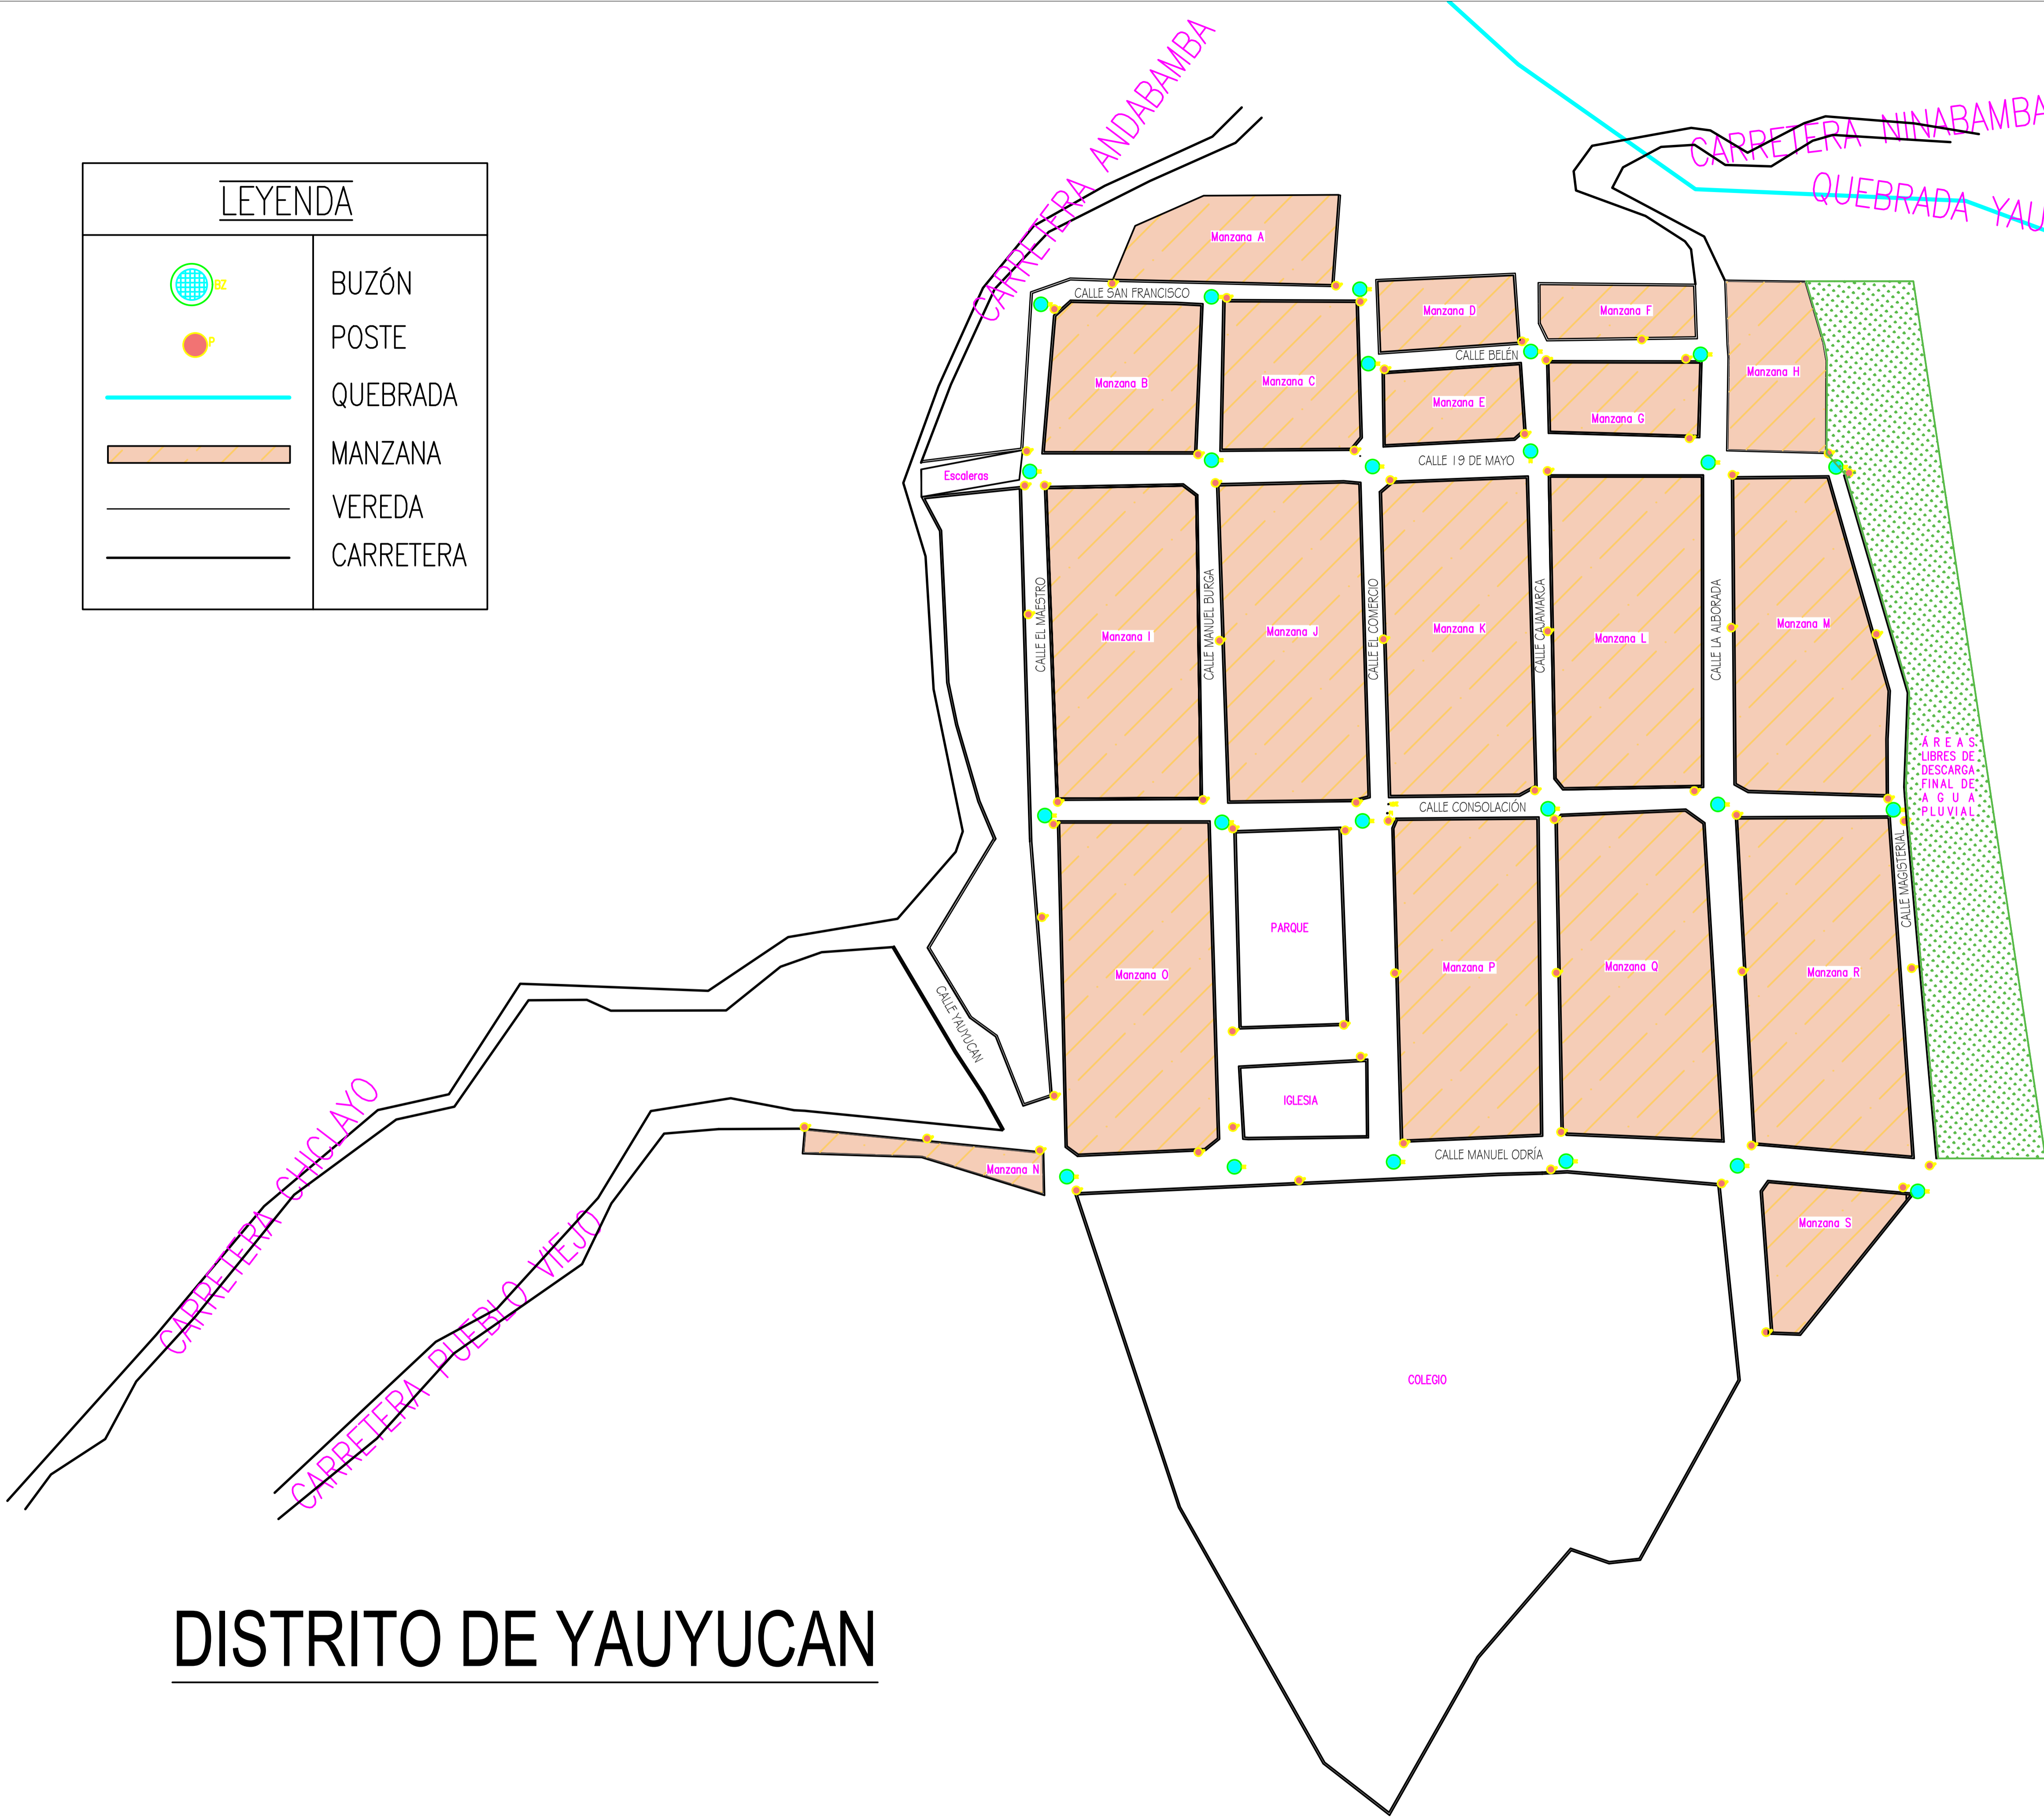 LEYENDA
BZ
BUZÓN
P
POSTE
QUEBRADA
MANZANA
VEREDA
CARRETERA
CARRETERA ANDABAMBA
CARRETERA NINABAMBA
QUEBRADA YAU
Manzana A
CALLE SAN FRANCISCO
Manzana D
Manzana F
CALLE BELÉN
Manzana H
Manzana B
Manzana C
Manzana E
Manzana G
CALLE 19 DE MAYO
Escaleras
CALLE EL MAESTRO
Manzana I
CALLE MANUEL BURGA
Manzana J
CALLE EL COMERCIO
Manzana K
CALLE CAJAMARCA
Manzana L
CALLE LA ALBORADA
Manzana M
ÁREAS
LIBRES DE
DESCARGA
FINAL DE
AGUA
PLUVIAL
CALLE CONSOLACIÓN
CALLE MAGISTERIAL
PARQUE
Manzana O
Manzana P
Manzana Q
Manzana R
CALLE YAUYUCAN
IGLESIA
CALLE MANUEL ODRÍA
Manzana N
Manzana S
CARRETERA CHICLAYO
CARRETERA PUEBLO VIEJO
COLEGIO
DISTRITO DE YAUYUCAN